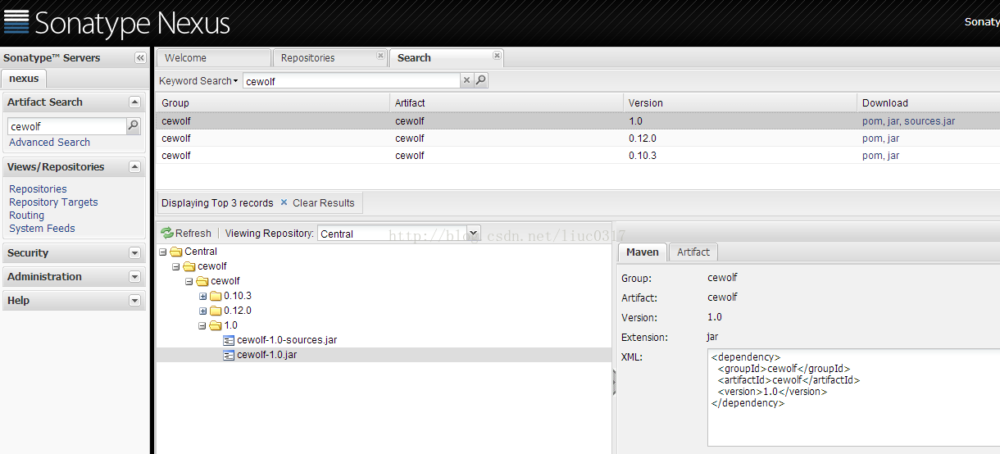 Sonatype Nexus
Sonaty
Sonatype™ Servers
nexus
Artifact Search
cewolf
Advanced Search
Views/Repositories
Repositories
Repository Targets
Routing
System Feeds
Security
Administration
Help
Welcome
Repositories
Search
Keyword Search
cewolf
Group Artifact Version Download
cewolf cewolf 1.0 pom, jar, sources.jar
cewolf cewolf 0.12.0 pom, jar
cewolf cewolf 0.10.3 pom, jar
Displaying Top 3 records Clear Results
Refresh Viewing Repository: Central
http://blog.csdn.net/liuc0317
Central
cewolf
cewolf
0.10.3
0.12.0
1.0
cewolf-1.0-sources.jar
cewolf-1.0.jar
Maven Artifact
Group: cewolf
Artifact: cewolf
Version: 1.0
Extension: jar
XML:
<dependency>
<groupId>cewolf</groupId>
<artifactId>cewolf</artifactId>
<version>1.0</version>
</dependency>